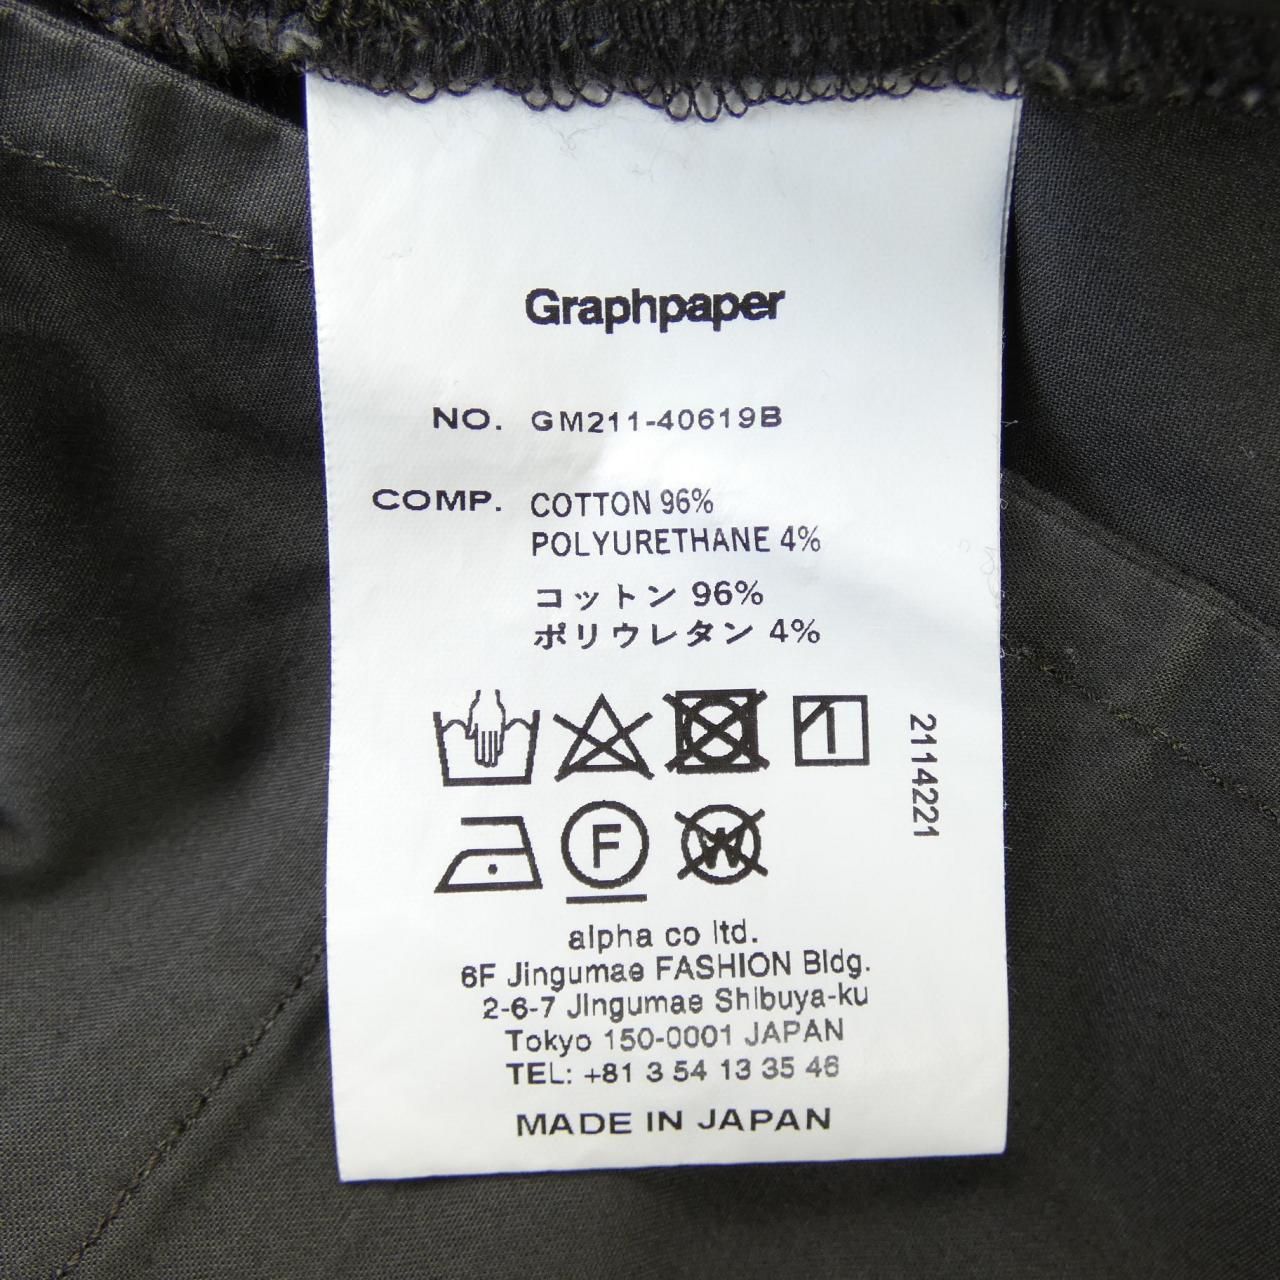 Graphpaper
NO. GM211-40619B
COMP. COTTON 96%
POLYURETHANE 4%
コットン 96%
ポリウレタン 4%
2114221
F
W
alpha co ltd.
6F Jingumae FASHION Bldg.
2-6-7 Jingumae Shibuya-ku
Tokyo 150-0001 JAPAN
TEL: +81 3 54 13 35 46
MADE IN JAPAN